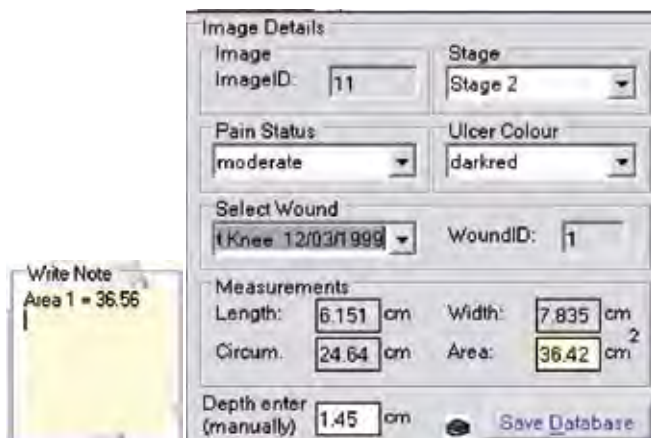 Image Details
Image
ImageID: 11
Stage
Stage 2
Pain Status
moderate
Ulcer Colour
darkred
Select Wound
t Knee 12/03/1999
WoundID: 1
Write Note
Area 1 = 36.56
Measurements
Length: 6.151 cm Width: 7.835 cm
Circum. 24.64 cm Area: 36.42 cm 2
Depth enter
(manually) 1.45 cm Save Database